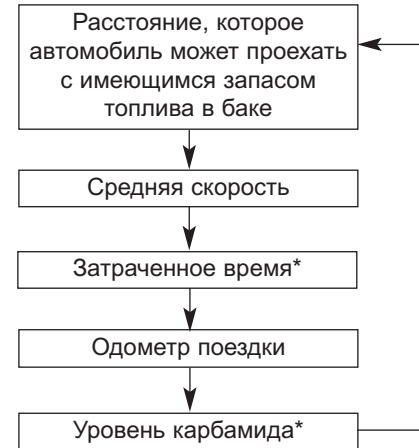 Расстояние, которое
автомобиль может проехать
с имеющимся запасом
топлива в баке
Средняя скорость
Затраченное время*
Одометр поездки
Уровень карбамида*